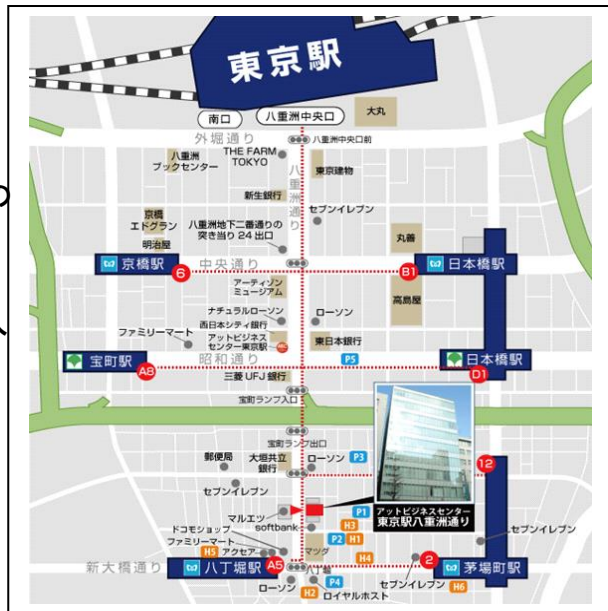 東京駅
南口
八重洲中央口
大丸
外堀通り
八重洲中央口前
八重洲
ブックセンター
THE FARM
TOKYO
東京建物
八重洲通り
新生銀行
セブンイレブン
京橋
エドグラン
明治屋
八重洲地下二番通りの
突き当り 24 出口
丸善
京橋駅
6
中央通り
B1
日本橋駅
アーティゾン
ミュージアム
高島屋
ナチュラルローソン
ローソン
西日本シティ銀行
ファミリーマート
アットビジネス
センター東京駅
東日本銀行
昭和通り
P5
宝町駅
A8
日本橋駅
D1
三菱 UFJ 銀行
宝町ランプ入口
宝町ランプ出口
郵便局
大垣共立
銀行
ローソン
P3
12
セブンイレブン
アットビジネスセンター
東京駅八重洲通り
マルエツ
P1
softbank
H3
ドコモショップ
P2
H1
セブンイレブン
ファミリーマート
マツダ
H5
アクセア
H4
新大橋通り
八丁堀駅
A5
八丁堀
2
茅場町駅
ローソン
H2
P4
ロイヤルホスト
セブンイレブン
H6